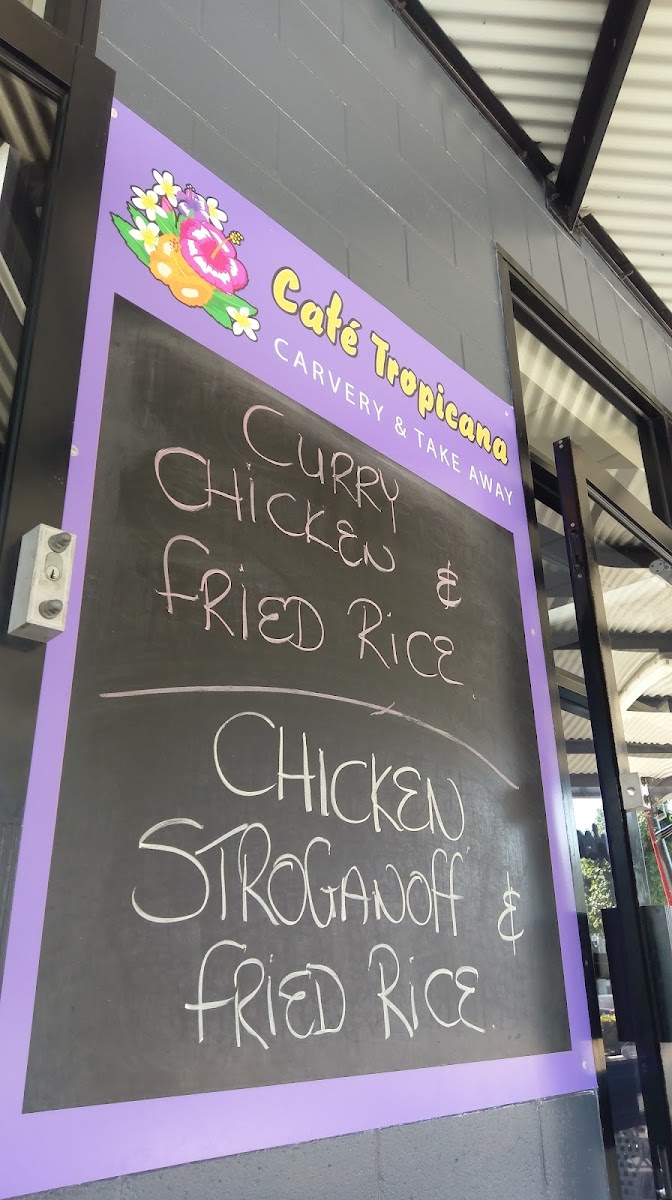 Café Tropicana
CARVERY & TAKE AWAY
CURRY
CHICKEN &
FRIED RICE.
CHICKEN
STROGANOFF &
FRIED RICE.